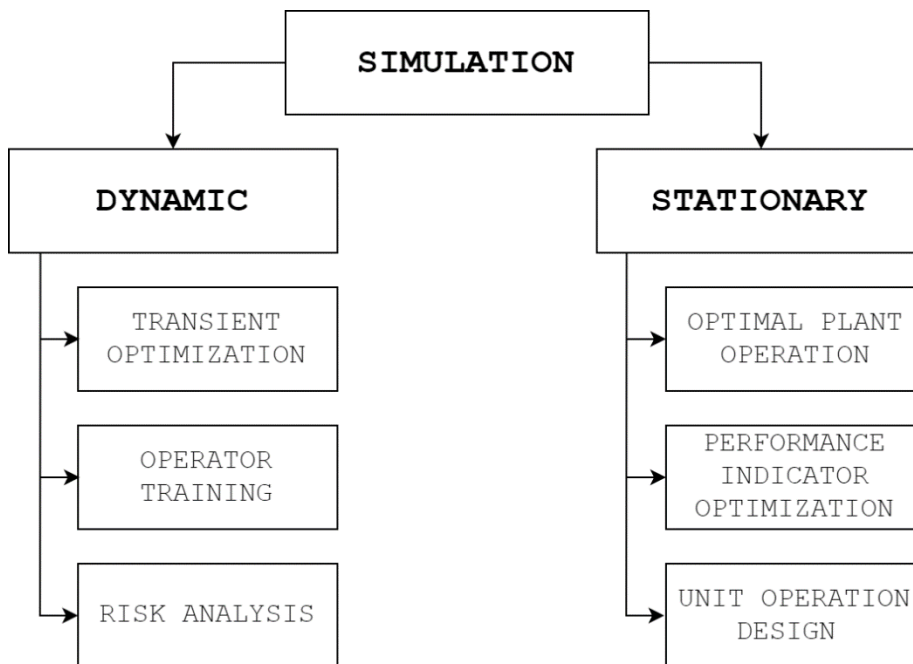 SIMULATION
DYNAMIC
TRANSIENT
OPTIMIZATION
OPERATOR
TRAINING
RISK ANALYSIS
STATIONARY
OPTIMAL PLANT
OPERATION
PERFORMANCE
INDICATOR
OPTIMIZATION
UNIT OPERATION
DESIGN